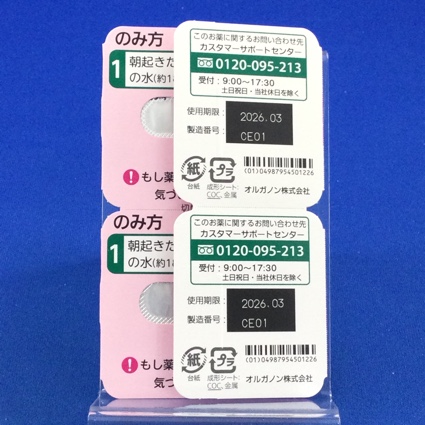 のみ方
1 朝起きた
の水(約18
!もし薬
気づ
切
このお薬に関するお問い合わせ先
カスタマーサポートセンター
0120-095-213
受付：9:00〜17:30
土日祝日・当社休日を除く
使用期限： 2026.03
製造番号： CE01
紙 プラ
台紙 成形シート:
COC, 金属
(01)04987954501226
オルガノン株式会社
のみ方
1 朝起きた
の水(約18
!もし薬
気づ
このお薬に関するお問い合わせ先
カスタマーサポートセンター
0120-095-213
受付：9:00〜17:30
土日祝日・当社休日を除く
使用期限： 2026.03
製造番号： CE01
紙 プラ
台紙 成形シート:
COC, 金属
(01)04987954501226
オルガノン株式会社